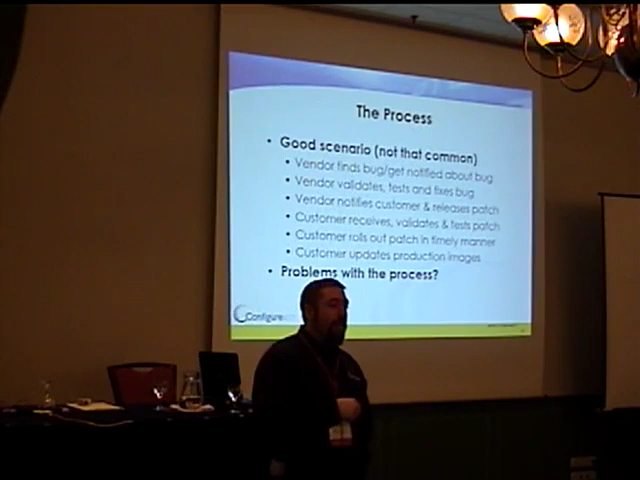 The Process
• Good scenario (not that common)
• Vendor finds bug/get notified about bug
• Vendor validates, tests and fixes bug
• Vendor notifies customer & releases patch
• Customer receives, validates & tests patch
• Customer rolls out patch in timely manner
• Customer updates production images
• Problems with the process?
Configure